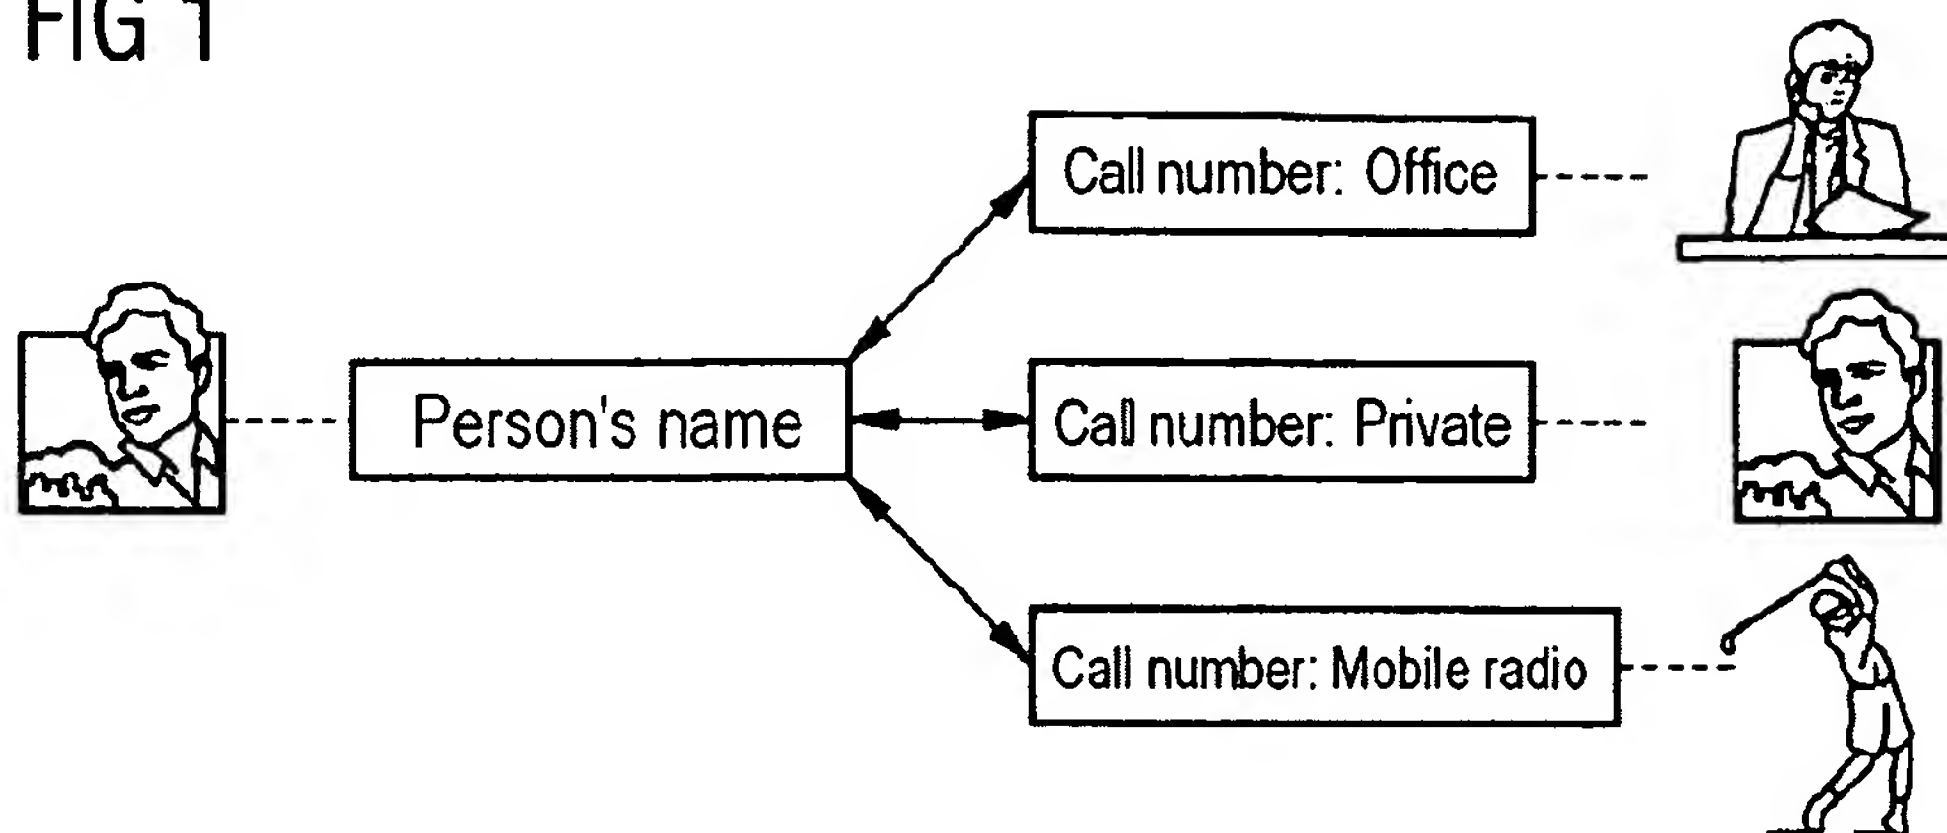 FIG 1
Call number: Office
Person's name
Call number: Private
Call number: Mobile radio